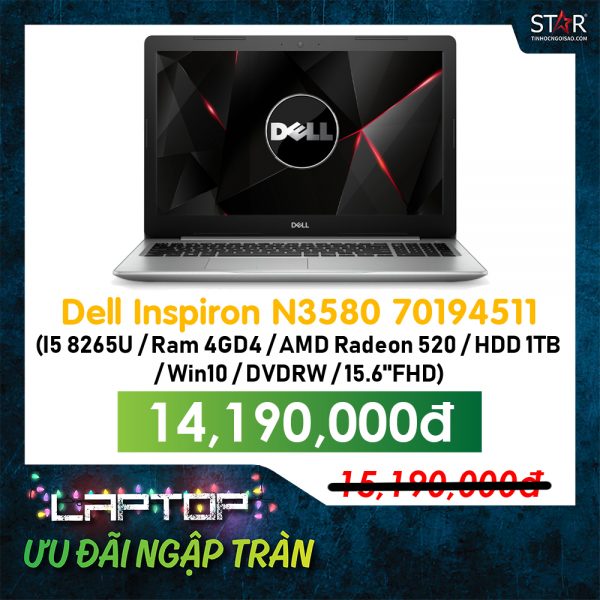 STAR
TINHOCNGOISAO.COM
DELL
DELL
Dell Inspiron N3580 70194511
(I5 8265U / Ram 4GD4 / AMD Radeon 520 / HDD 1TB
/ Win10 / DVDRW / 15.6"FHD)
14,190,000đ
15,190,000đ
LAPTOP
ƯU ĐÃI NGẬP TRÀN